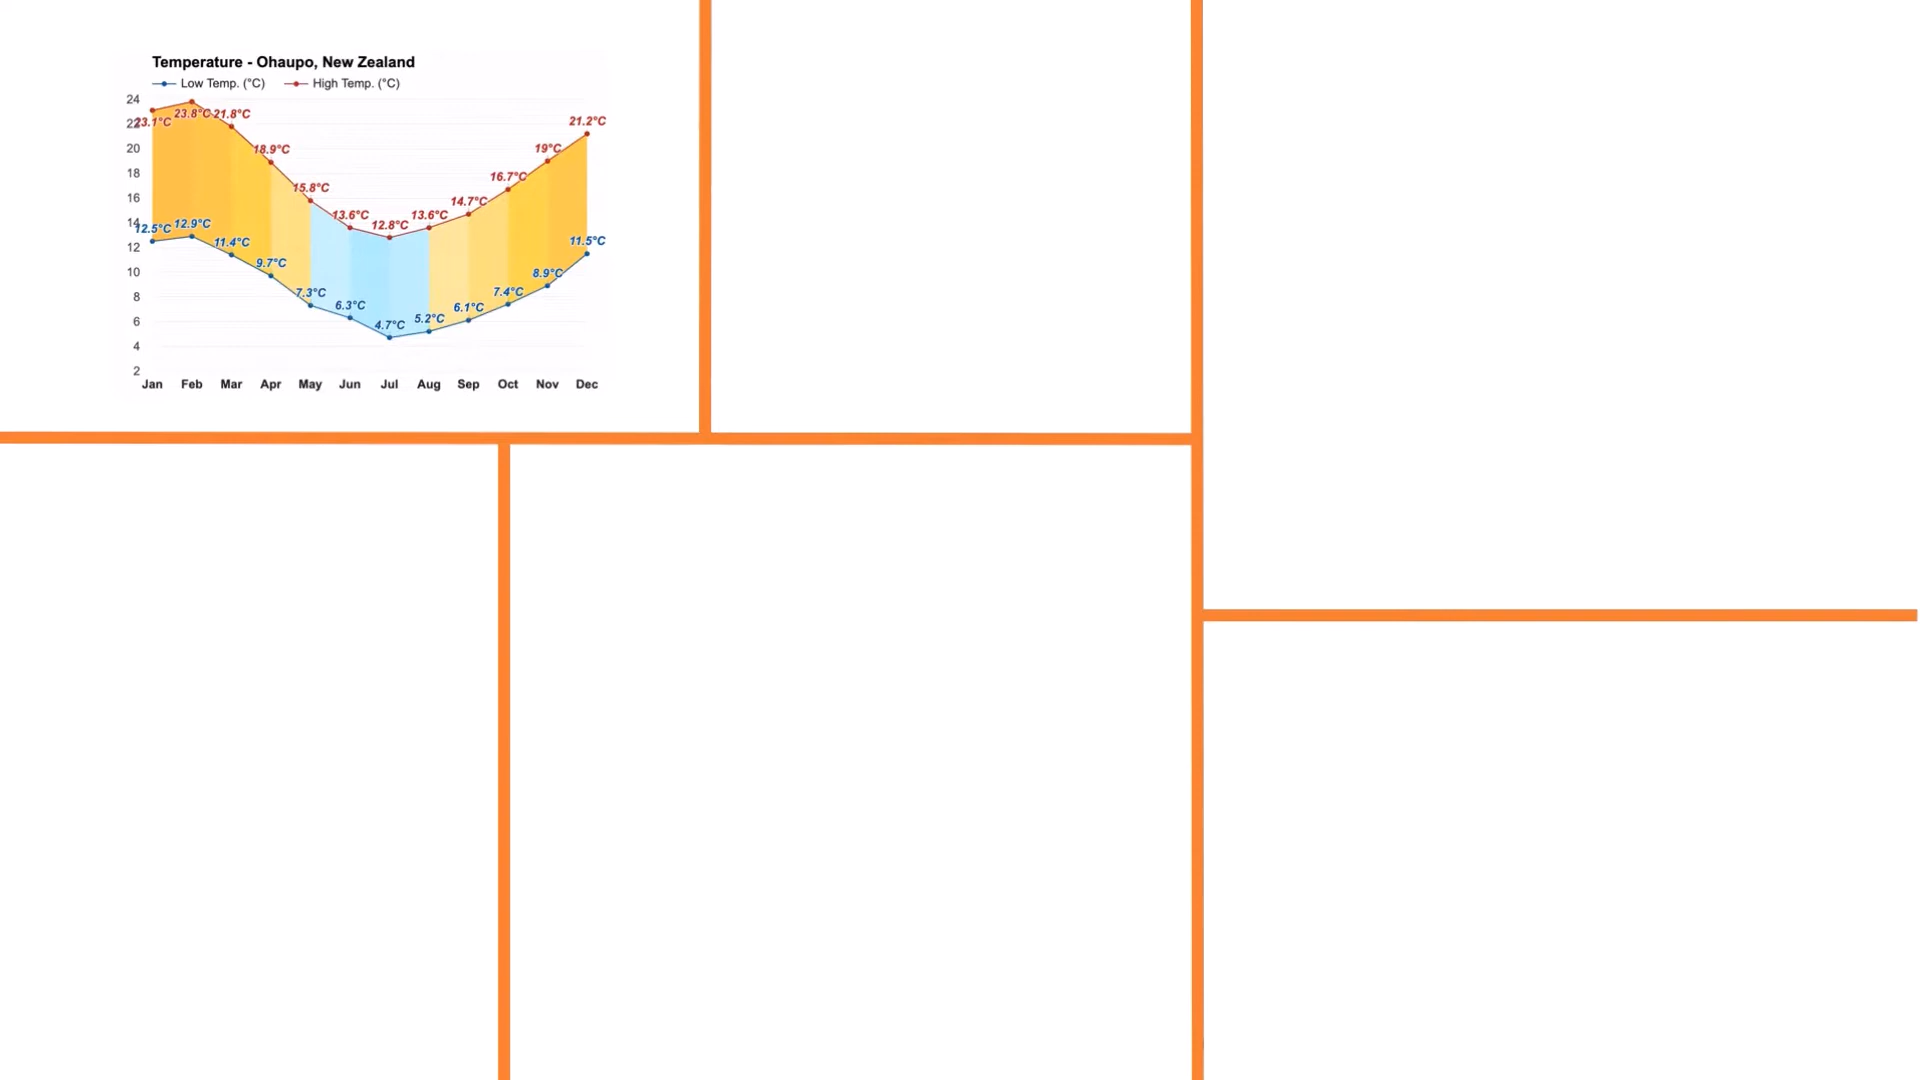 Temperature - Ohaupo, New Zealand
Low Temp. (°C) High Temp. (°C)
24
22
20
18
16
14
12
10
8
6
4
2
23.1°C 23.8°C 21.8°C 18.9°C 15.8°C 13.6°C 12.8°C 13.6°C 14.7°C 16.7°C 19°C 21.2°C
12.5°C 12.9°C 11.4°C 9.7°C 7.3°C 6.3°C 4.7°C 5.2°C 6.1°C 7.4°C 8.9°C 11.5°C
Jan Feb Mar Apr May Jun Jul Aug Sep Oct Nov Dec